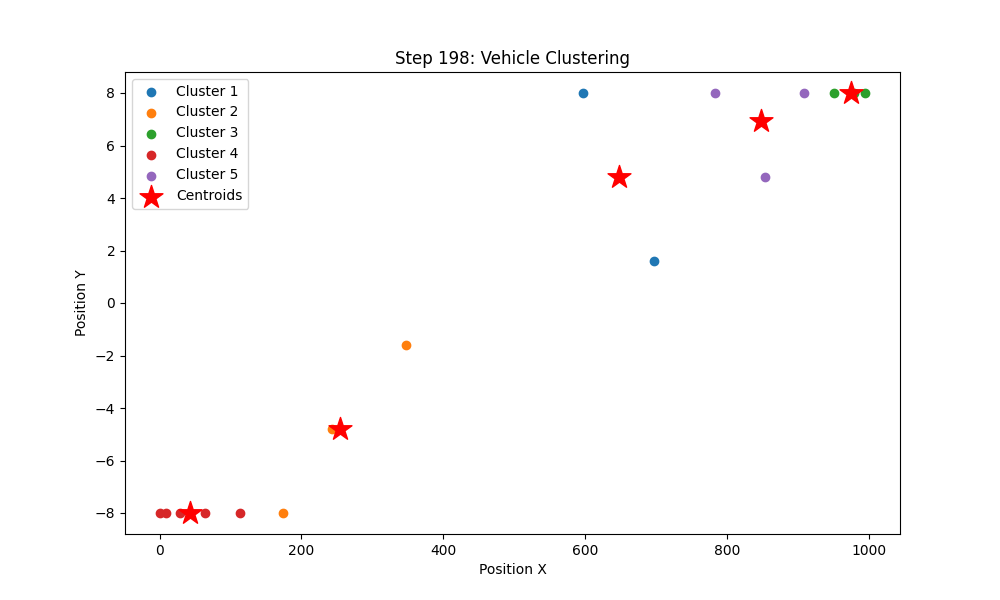 Step 198: Vehicle Clustering
Cluster 1
Cluster 2
Cluster 3
Cluster 4
Cluster 5
Centroids
8
6
4
2
0
−2
−4
−6
−8
Position Y
0 200 400 600 800 1000
Position X